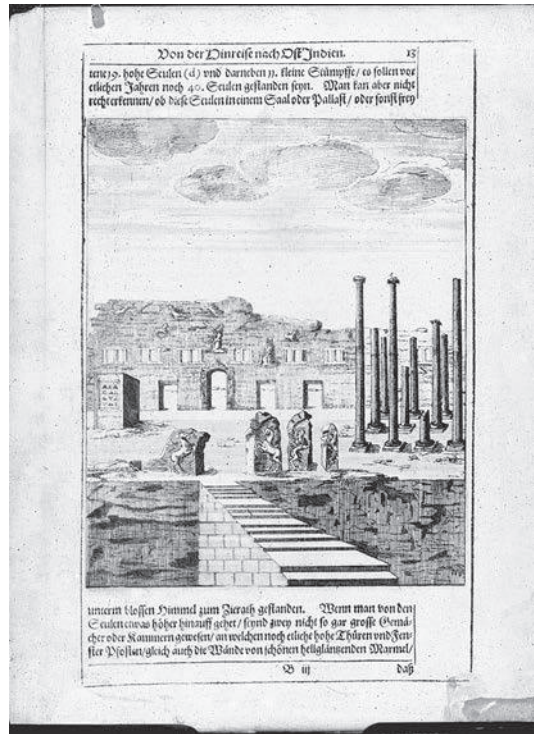 Von der Hinreise nach Ost Indien. 13
tene 19. hohe Seulen (d) vnd darneben 11. kleine Stümpffe/ es sollen vor
etlichen Jahren noch 40. Seulen gestanden seyn. Man kan aber nicht
recht erkennen/ ob diese Seulen in einem Saal oder Pallast/ oder sonst frey
unterm blossen Himmel zum Zierath gestanden. Wenn man von den
Seulen etwas höher hinauff gehet/ seynd zwey nicht so gar grosse Gemä-
cher oder Kammern gewesen/ an welchen noch etliche hohe Thüren vnd Fen-
ster Pfosten/ gleich auch die Wände von schönen hellgläntzenden Marmel/
B iij daß